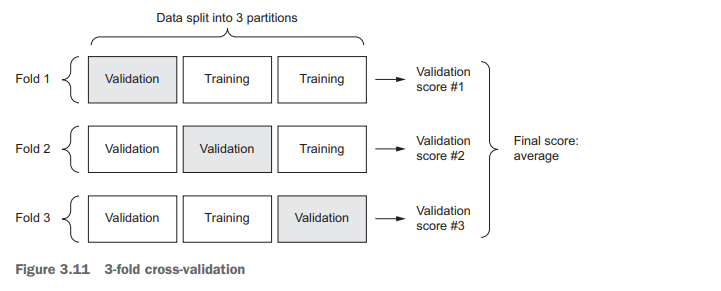 Data split into 3 partitions
Fold 1 Validation Training Training Validation
score #1
Fold 2 Validation Validation Training Validation
score #2
Final score:
average
Fold 3 Validation Training Validation Validation
score #3
Figure 3.11 3-fold cross-validation